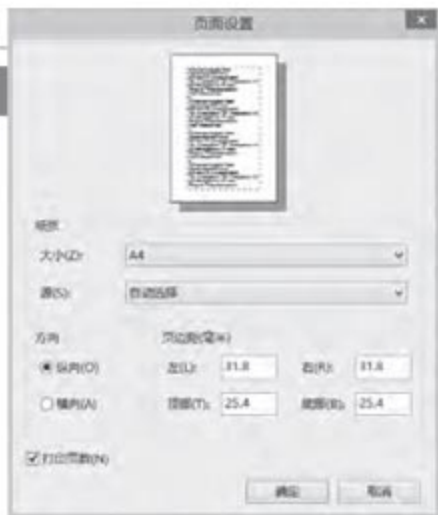 页面设置
纸张
大小(Z): A4
源(S): 自动选择
方向 页边距(毫米)
纵向(O) 左(L): 31.8 右(R): 31.8
横向(A) 顶部(T): 25.4 底部(B): 25.4
打印页数(N)
确定 取消